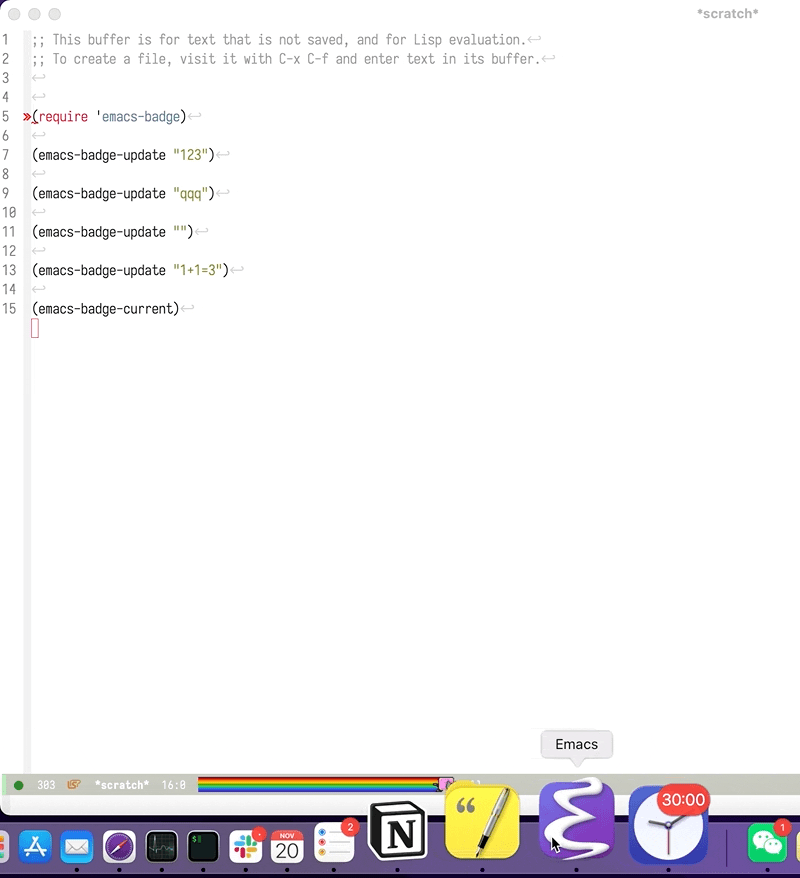 *scratch*
1 ;; This buffer is for text that is not saved, and for Lisp evaluation.
2 ;; To create a file, visit it with C-x C-f and enter text in its buffer.
3
4
5 »(require 'emacs-badge)
6
7 (emacs-badge-update "123")
8
9 (emacs-badge-update "qqq")
10
11 (emacs-badge-update "")
12
13 (emacs-badge-update "1+1=3")
14
15 (emacs-badge-current)
Emacs
303 *scratch* 16:0
30:00
NOV
20
2
N
“
1
$